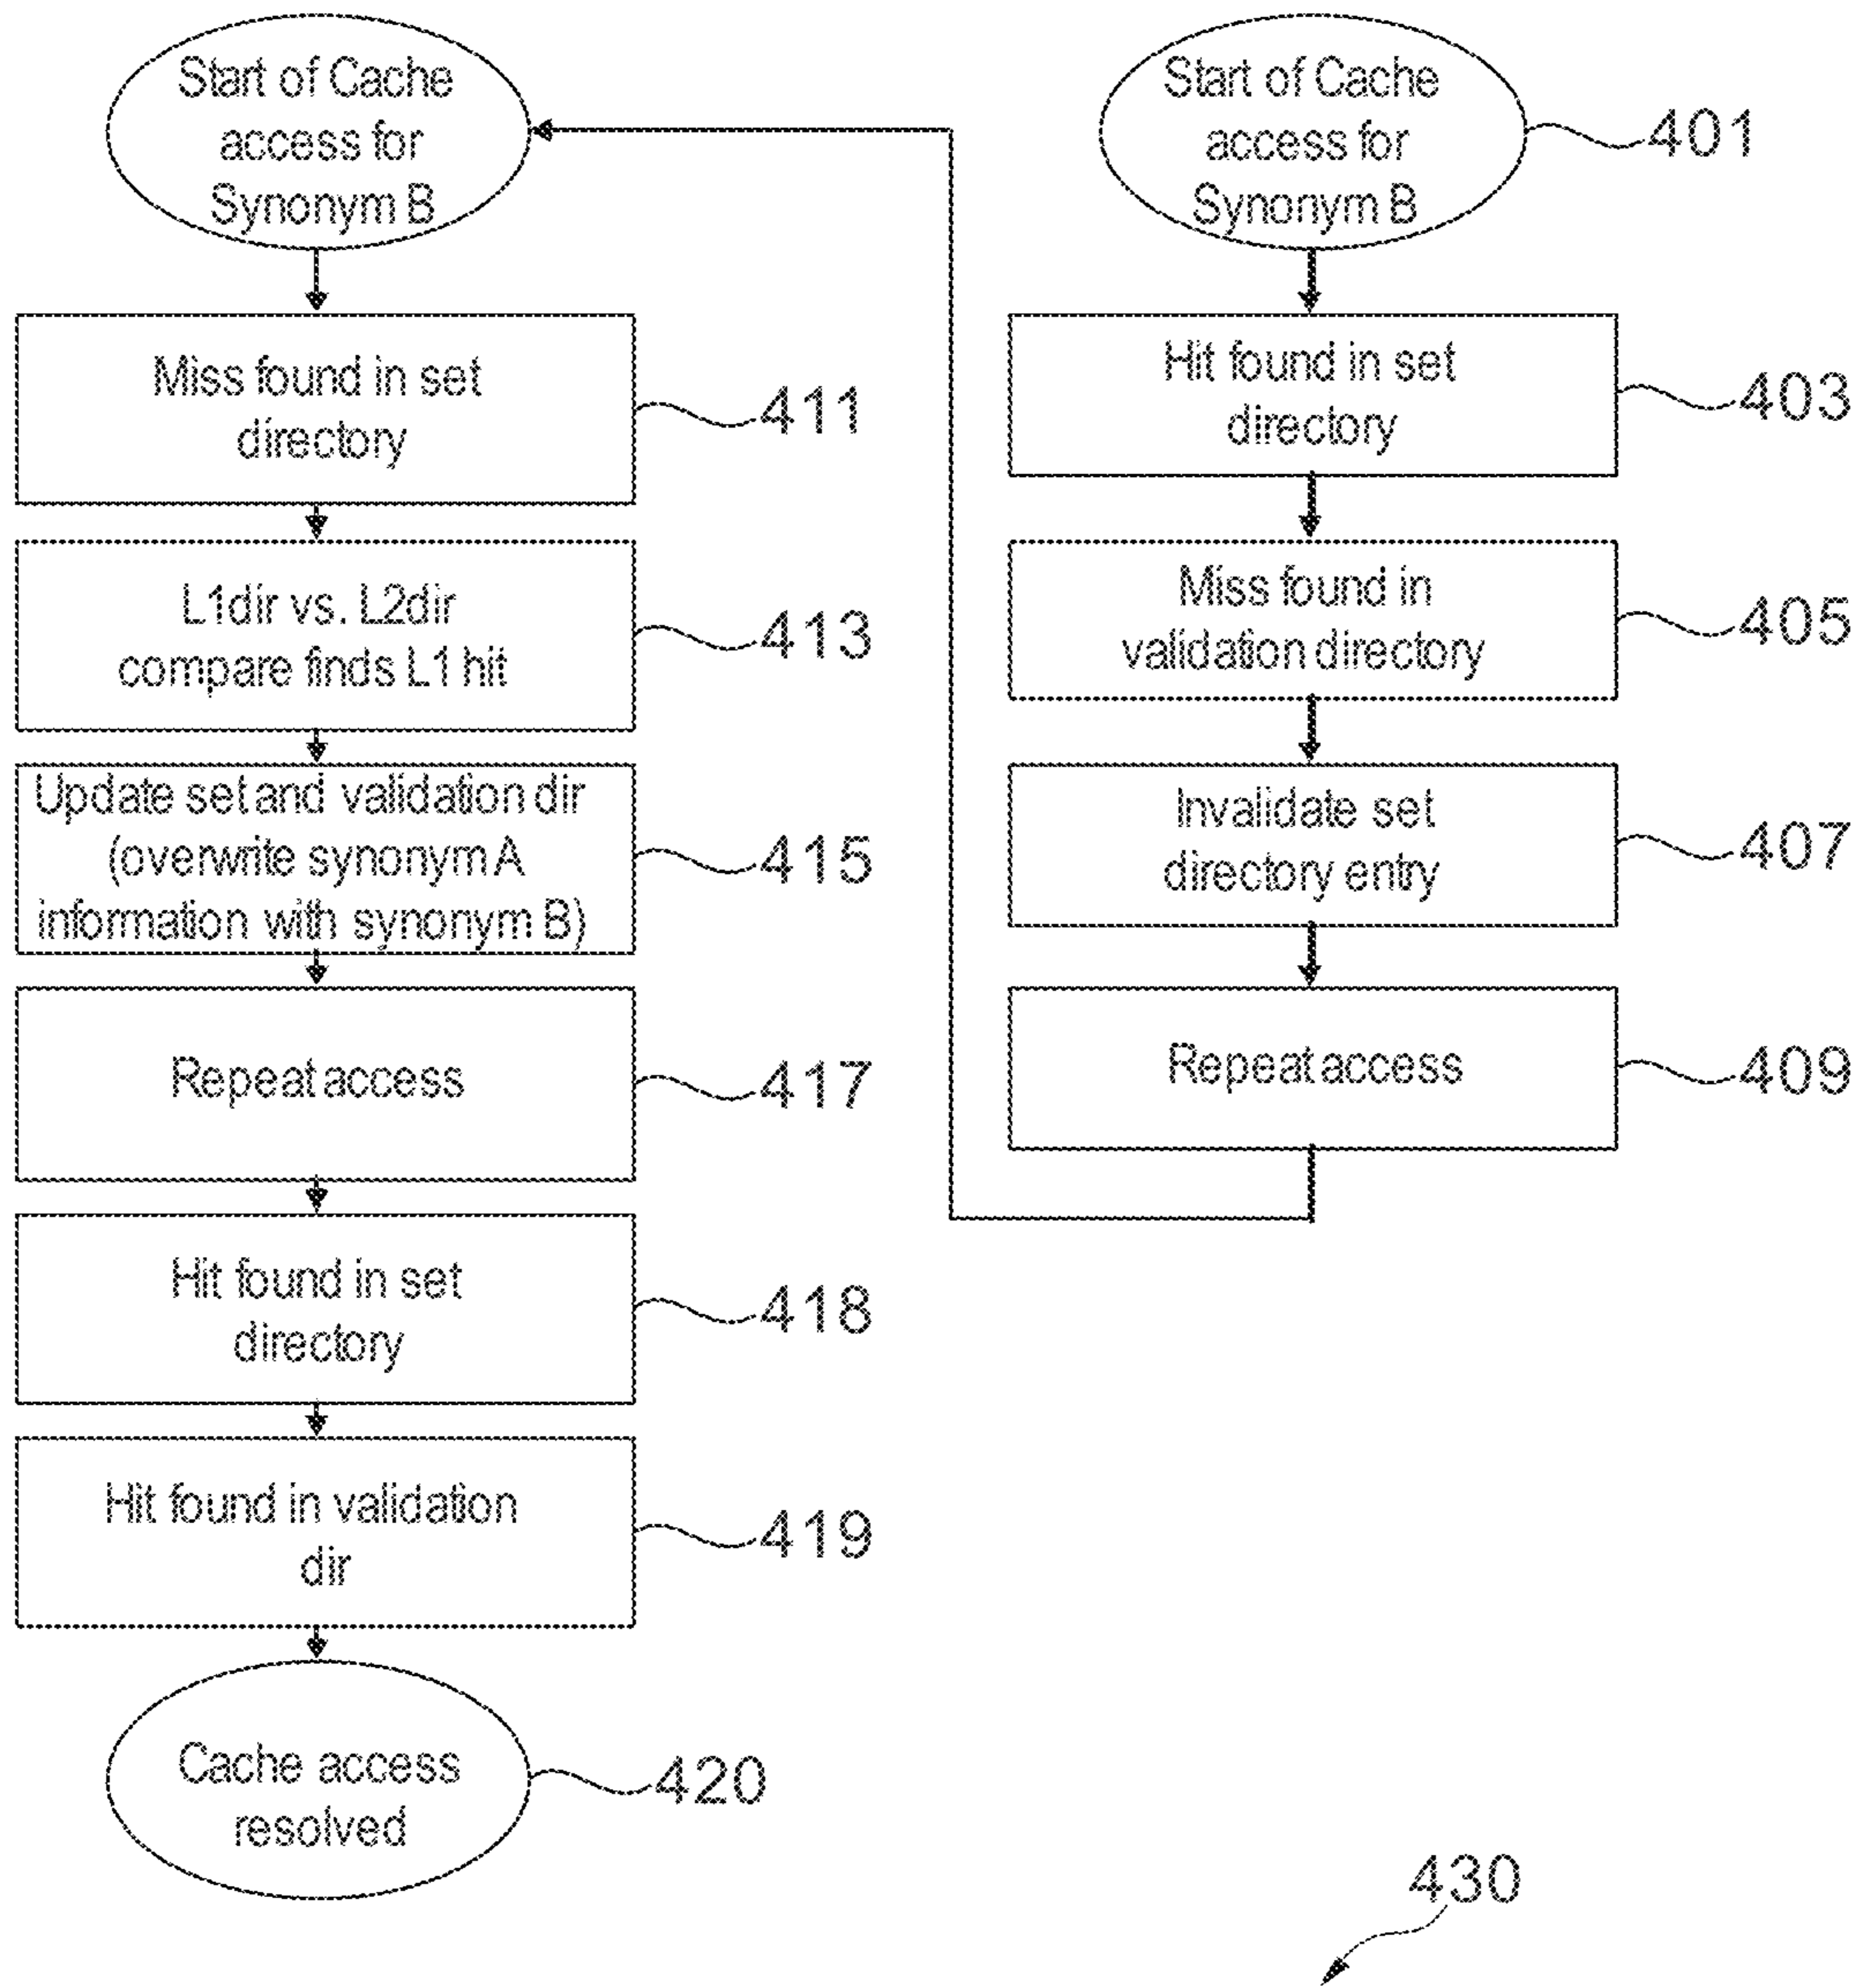 Start of Cache
access for
Synonym B
Miss found in set
directory
411
L1dir vs. L2dir
compare finds L1 hit
413
Update set and validation dir
(overwrite synonym A
information with synonym B)
415
Repeat access
417
Hit found in set
directory
418
Hit found in validation
dir
419
Cache access
resolved
420
Start of Cache
access for
Synonym B
401
Hit found in set
directory
403
Miss found in
validation directory
405
Invalidate set
directory entry
407
Repeat access
409
430